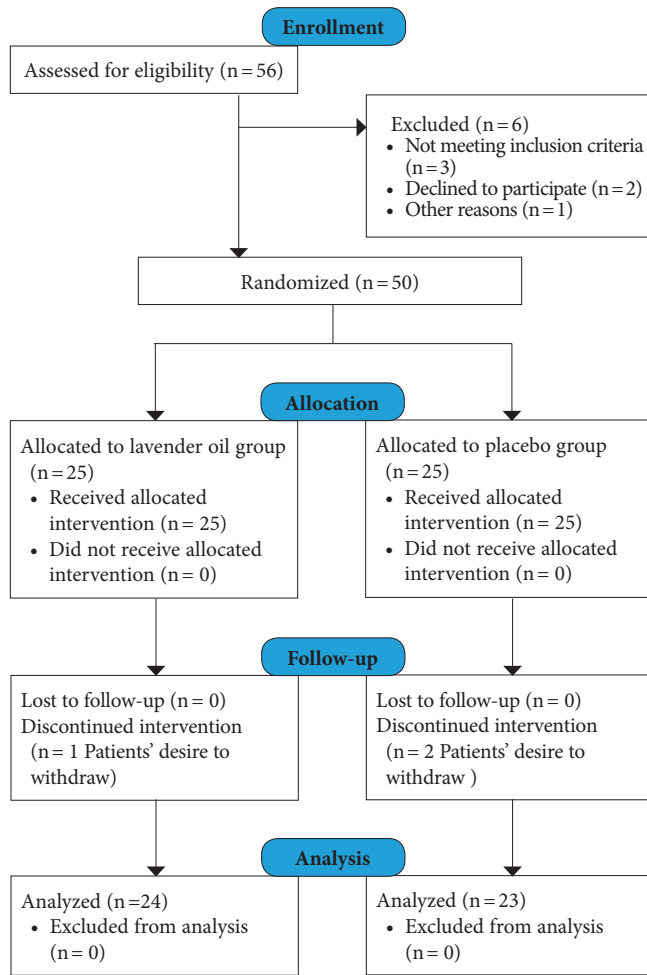 Enrollment
Assessed for eligibility (n = 56)
Excluded (n = 6)
• Not meeting inclusion criteria
(n = 3)
• Declined to participate (n = 2)
• Other reasons (n = 1)
Randomized (n = 50)
Allocation
Allocated to lavender oil group
(n = 25)
• Received allocated
intervention (n = 25)
• Did not receive allocated
intervention (n = 0)
Allocated to placebo group
(n = 25)
• Received allocated
intervention (n = 25)
• Did not receive allocated
intervention (n = 0)
Follow-up
Lost to follow-up (n = 0)
Discontinued intervention
(n = 1 Patients' desire to
withdraw)
Lost to follow-up (n = 0)
Discontinued intervention
(n = 2 Patients' desire to
withdraw )
Analysis
Analyzed (n =24)
• Excluded from analysis
(n = 0)
Analyzed (n =23)
• Excluded from analysis
(n = 0)